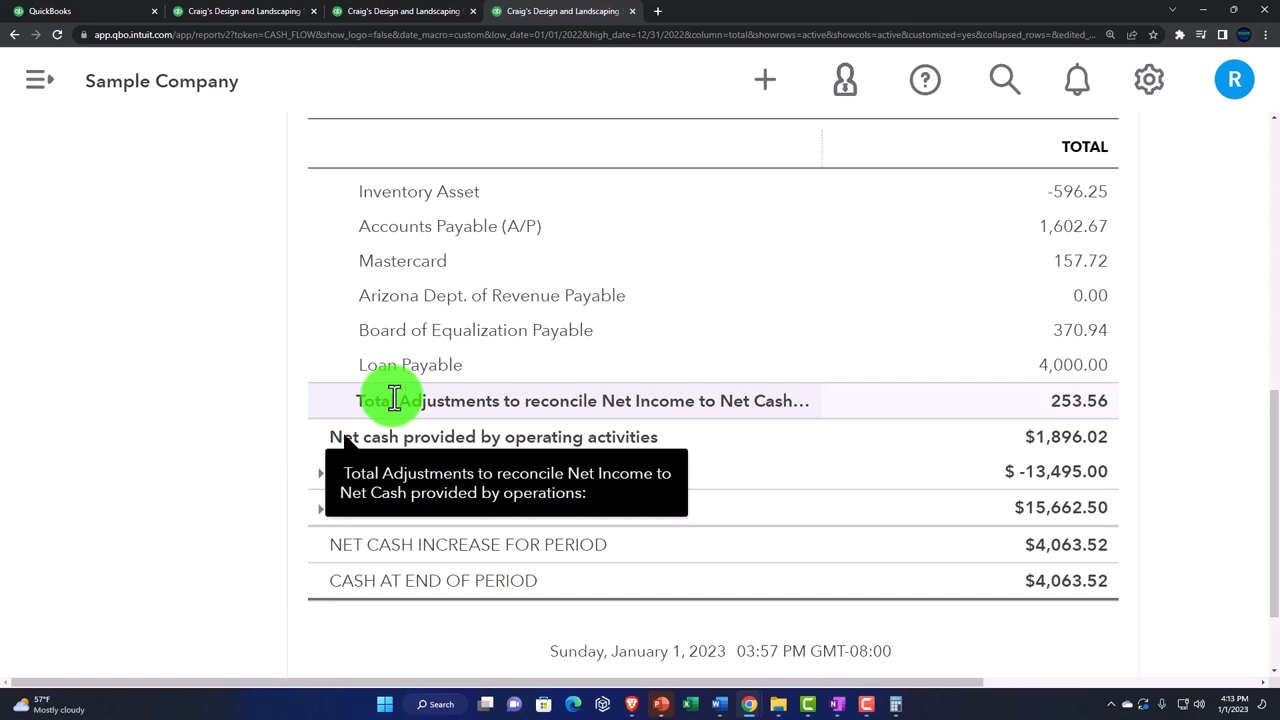 QuickBooks
Craig's Design and Landscaping
Craig's Design and Landscaping
Craig's Design and Landscaping
app.qbo.intuit.com/app/reportv2?token=CASH_FLOW&show_logo=false&date_macro=custom&low_date=01/01/2022&high_date=12/31/2022&column=total&showrows=active&showcols=active&customized=yes&collapsed_rows=&edited_...
Sample Company
R
TOTAL
Inventory Asset -596.25
Accounts Payable (A/P) 1,602.67
Mastercard 157.72
Arizona Dept. of Revenue Payable 0.00
Board of Equalization Payable 370.94
Loan Payable 4,000.00
Total Adjustments to reconcile Net Income to Net Cash... 253.56
Net cash provided by operating activities $1,896.02
Total Adjustments to reconcile Net Income to
Net Cash provided by operations:
$ -13,495.00
$15,662.50
NET CASH INCREASE FOR PERIOD $4,063.52
CASH AT END OF PERIOD $4,063.52
Sunday, January 1, 2023 03:57 PM GMT-08:00
57°F
Mostly cloudy
Search
4:13 PM
1/1/2023